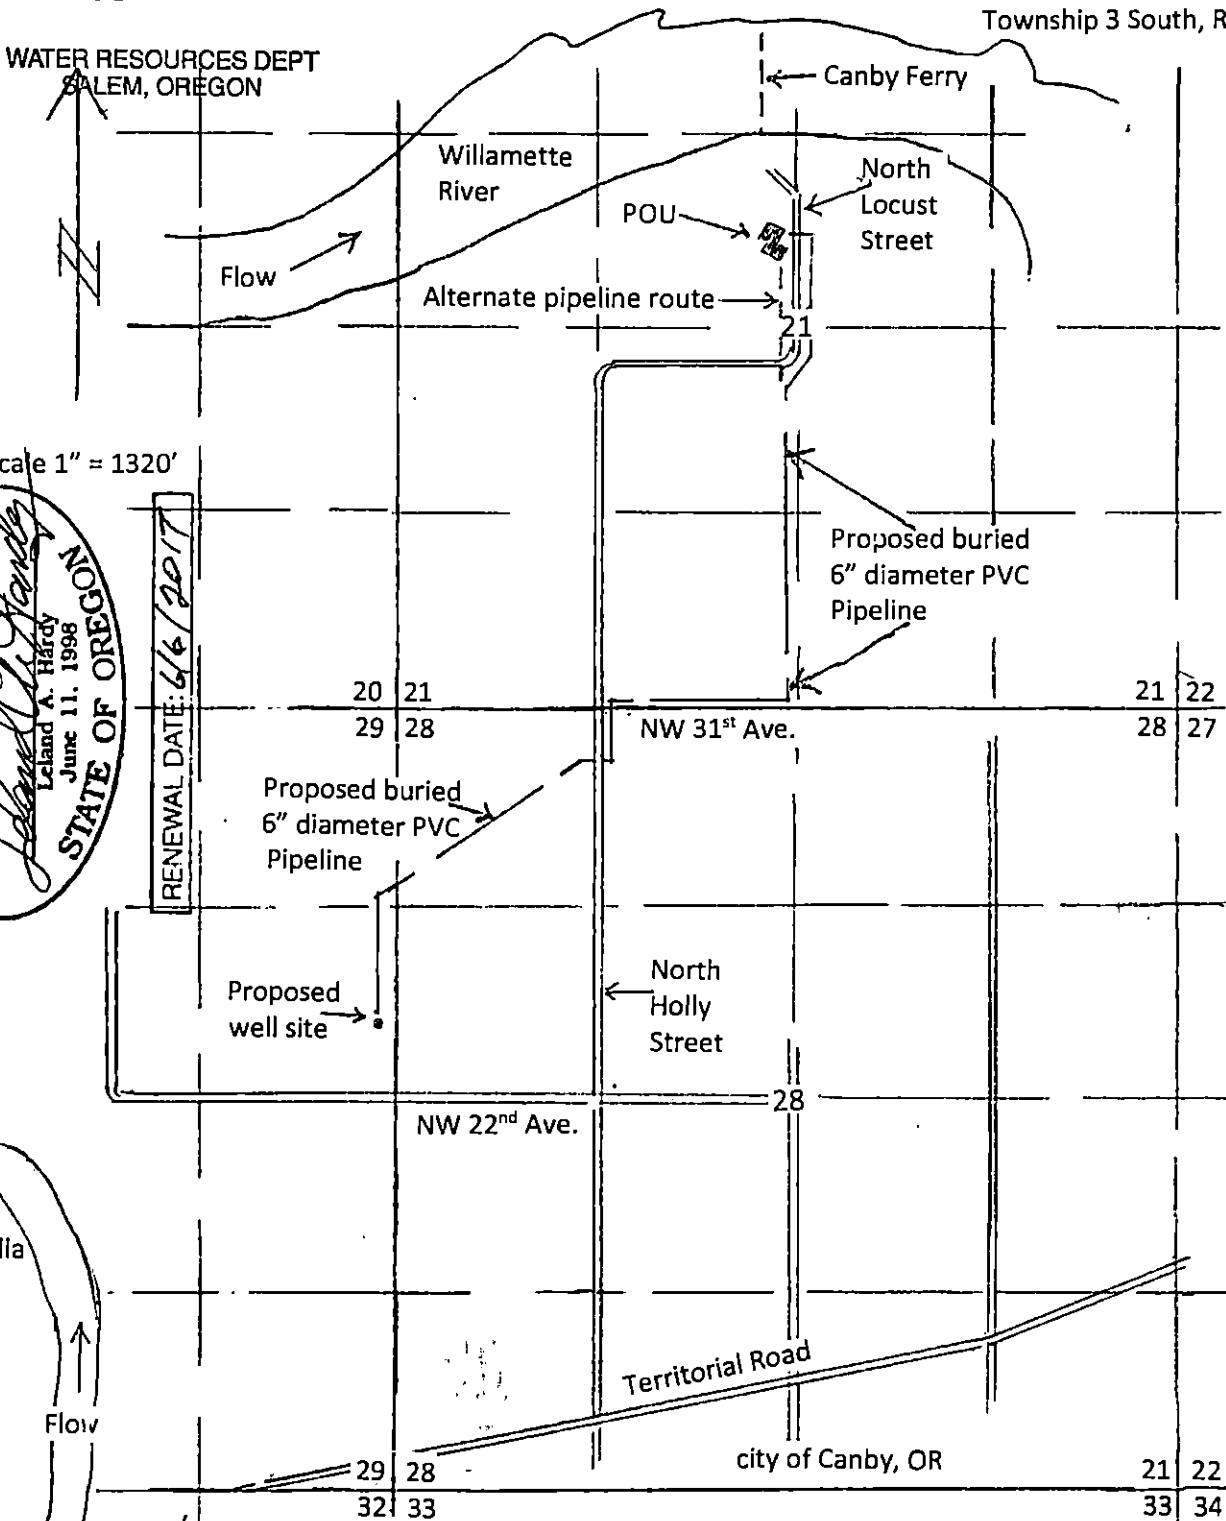 Township 3 South, R
WATER RESOURCES DEPT
SALEM, OREGON
Canby Ferry
Willamette
River
North
Locust
Street
POU
Flow
Alternate pipeline route
21
cale 1" = 1320'
Leland A. Hardy
June 11, 1998
STATE OF OREGON
RENEWAL DATE: 6/6/2017
Proposed buried
6" diameter PVC
Pipeline
20 21
29 28
21 22
28 27
NW 31st Ave.
Proposed buried
6" diameter PVC
Pipeline
Proposed
well site
North
Holly
Street
28
NW 22nd Ave.
lla
Flow
Territorial Road
city of Canby, OR
29 28
32 33
21 22
33 34